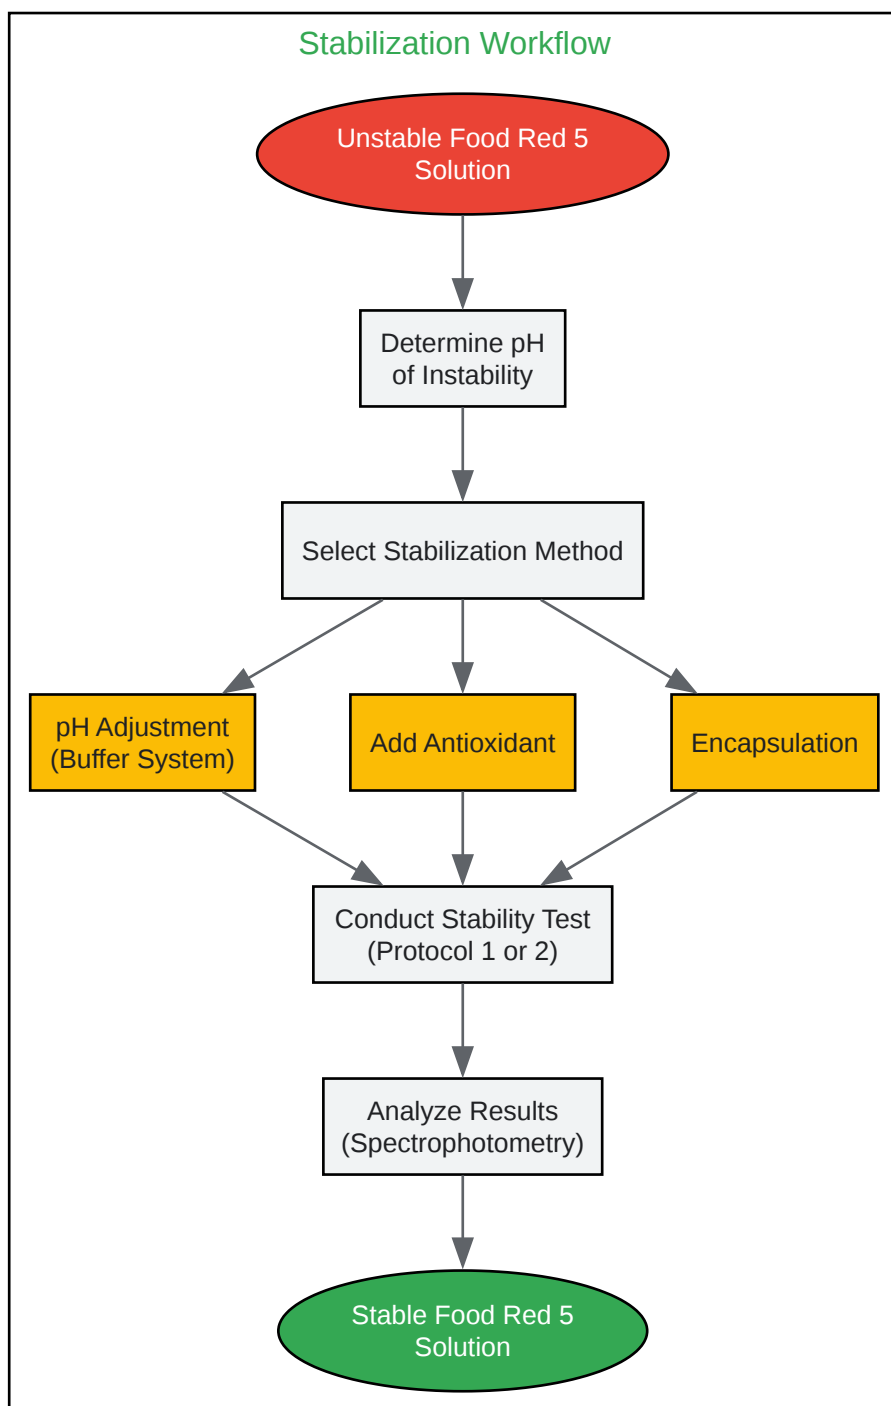 Stabilization Workflow
Unstable Food Red 5
Solution
Determine pH
of Instability
Select Stabilization Method
pH Adjustment
(Buffer System)
Add Antioxidant
Encapsulation
Conduct Stability Test
(Protocol 1 or 2)
Analyze Results
(Spectrophotometry)
Stable Food Red 5
Solution